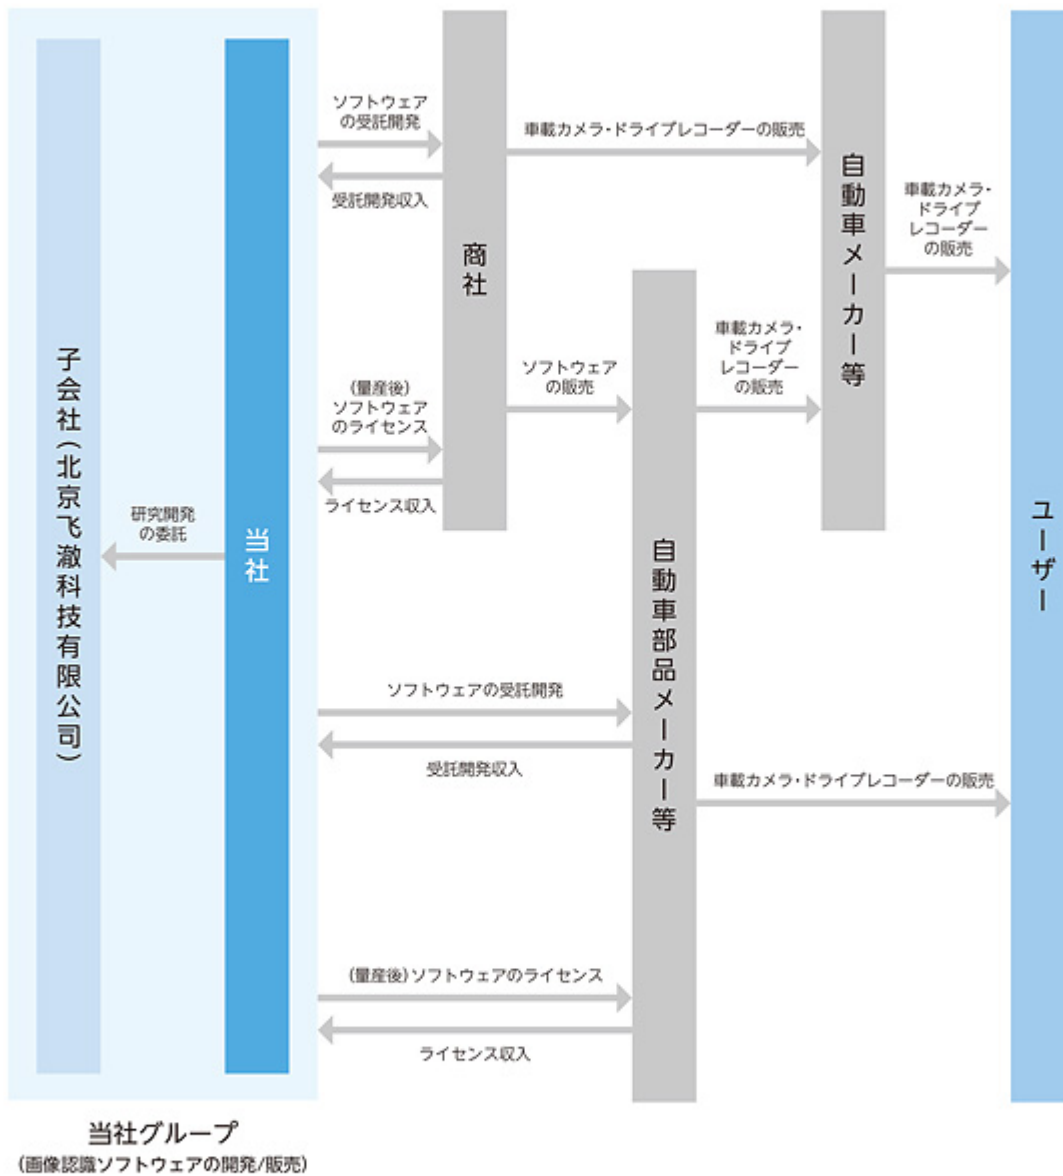 ソフトウェア
の受託開発
受託開発収入
車載カメラ・ドライブレコーダーの販売
車載カメラ・
ドライブ
レコーダー
の販売
商社
自動車メーカー等
(量産後)
ソフトウェア
のライセンス
ライセンス収入
ソフトウェア
の販売
車載カメラ・
ドライブ
レコーダー
の販売
子会社(北京飞澈科技有限公司)
研究開発
の委託
当社
自動車部品メーカー等
ユーザー
ソフトウェアの受託開発
受託開発収入
車載カメラ・ドライブレコーダーの販売
(量産後)ソフトウェアのライセンス
ライセンス収入
当社グループ
(画像認識ソフトウェアの開発/販売)